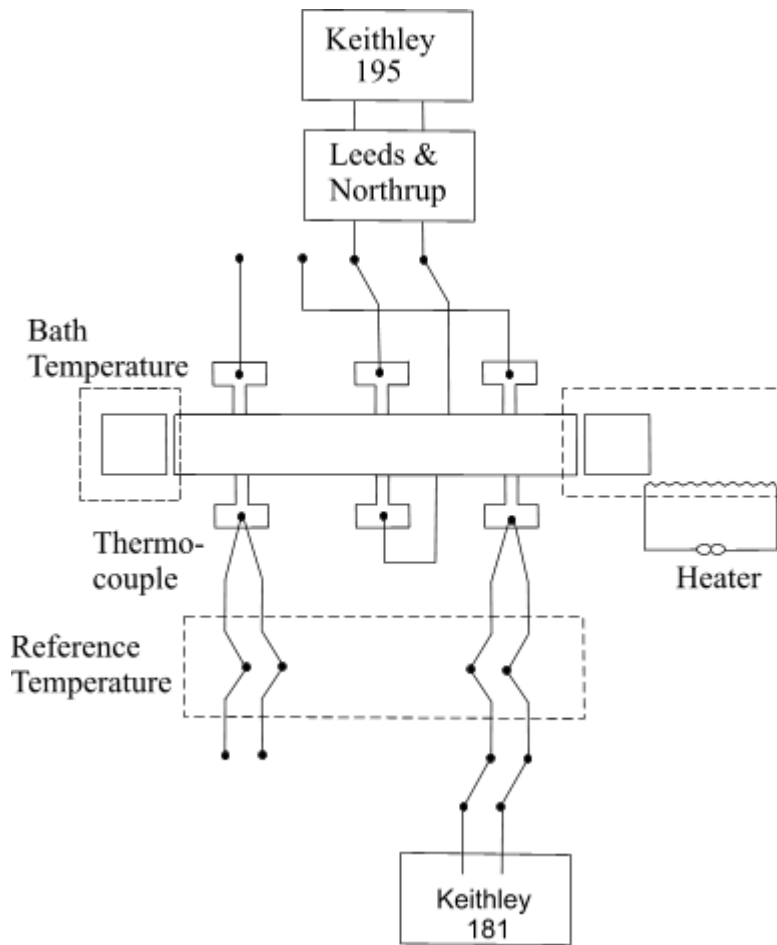 Keithley
195
Leeds &
Northrup
Bath
Temperature
Thermo-
couple
Heater
Reference
Temperature
Keithley
181